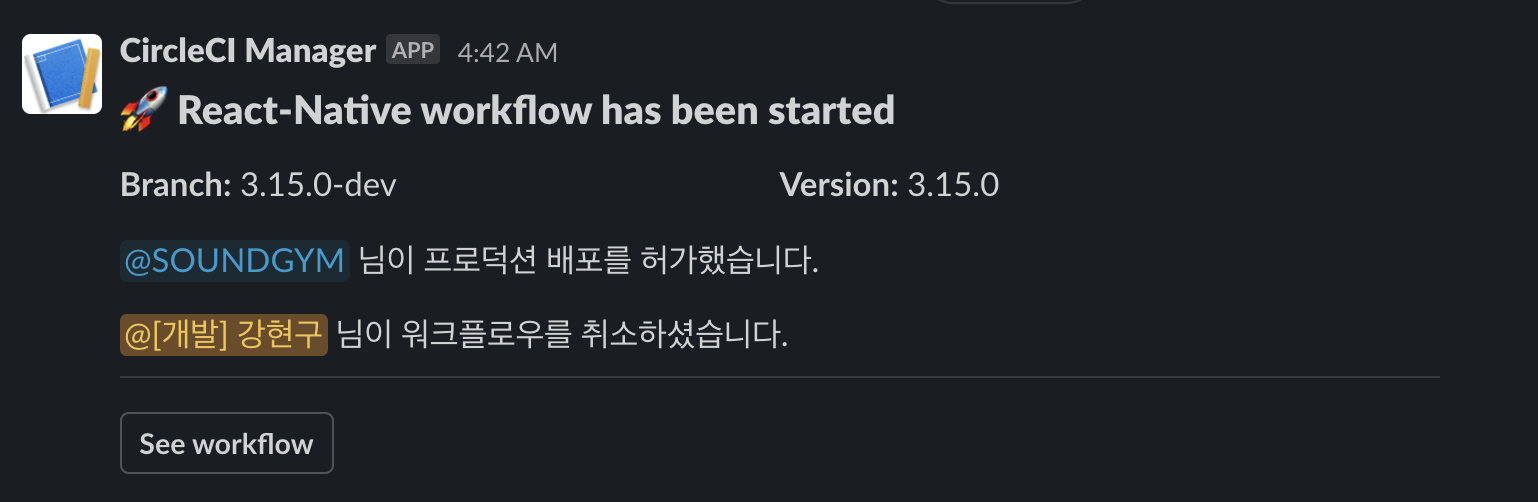 CircleCI Manager APP 4:42 AM
🚀 React-Native workflow has been started
Branch: 3.15.0-dev Version: 3.15.0
@SOUNDGYM 님이 프로덕션 배포를 허가했습니다.
@[개발] 강현구 님이 워크플로우를 취소하셨습니다.
See workflow